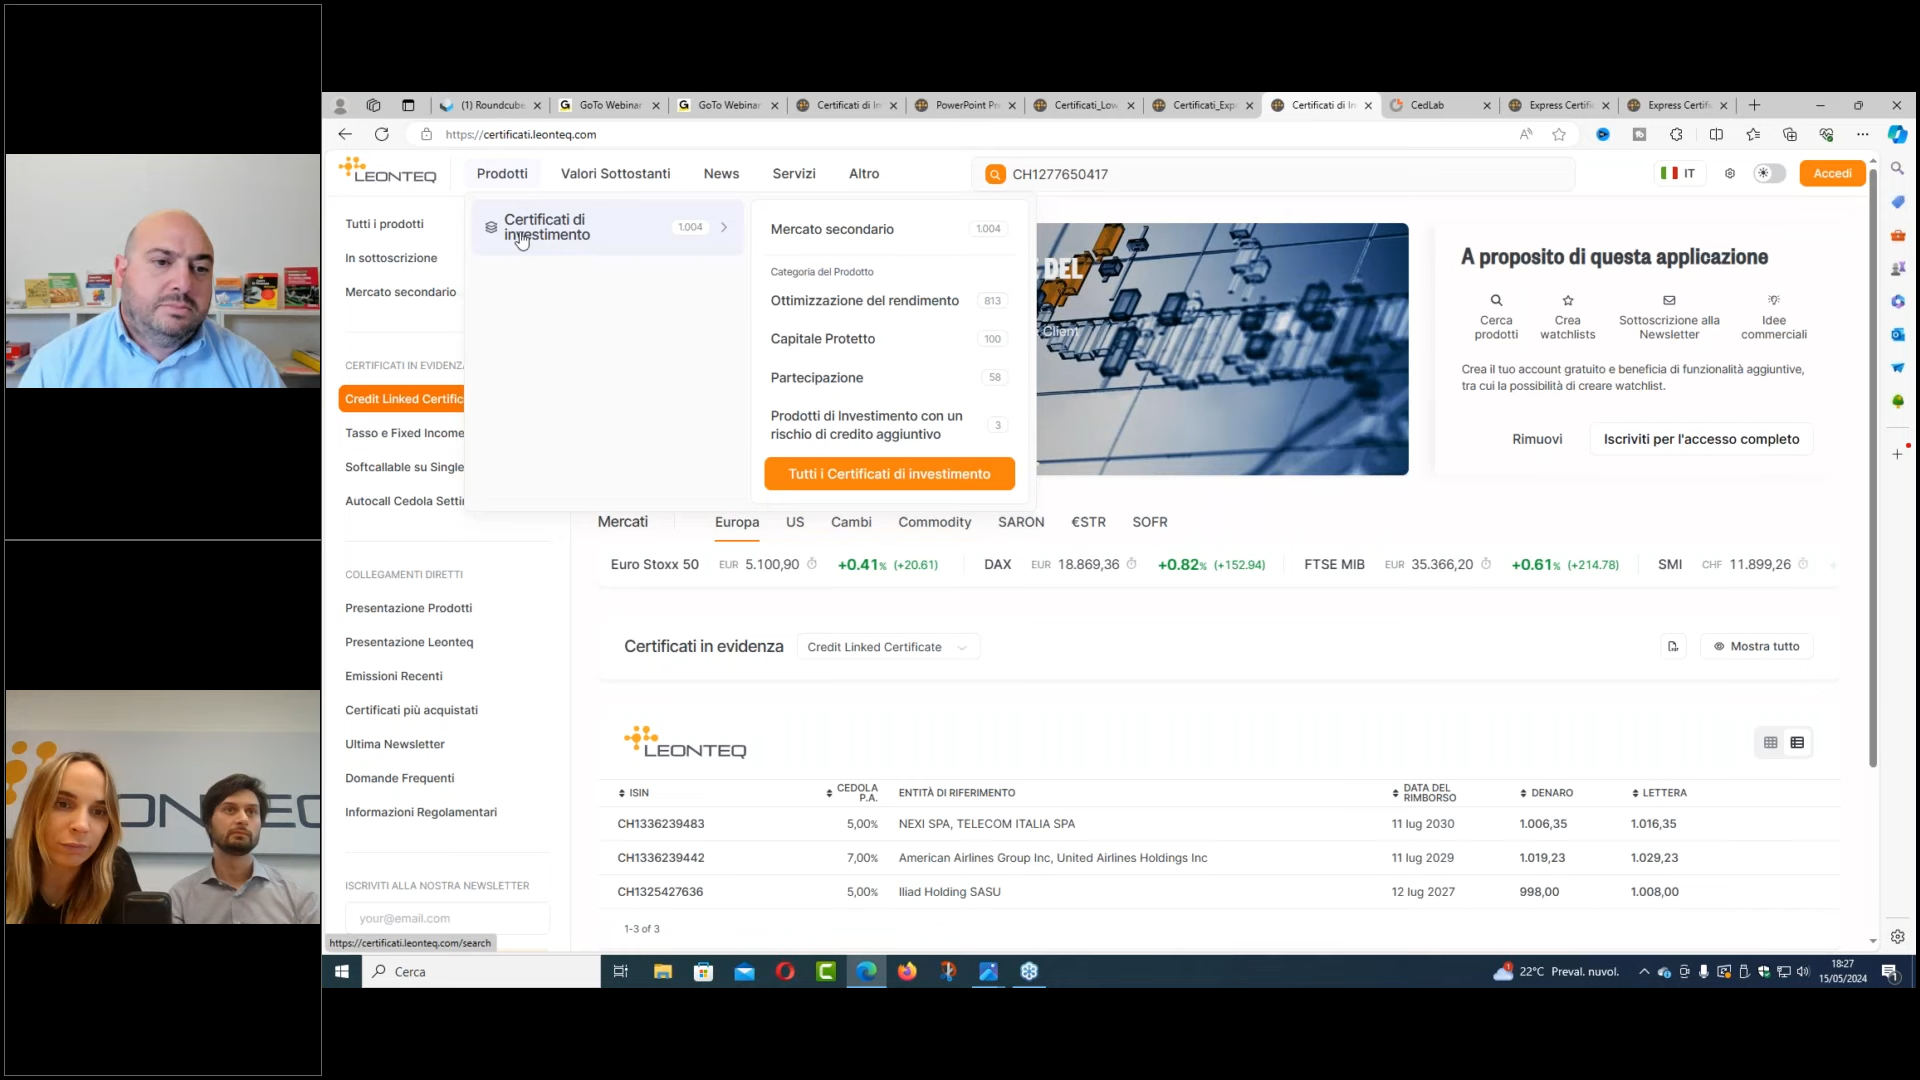 (1) Roundcube
GoTo Webinar
GoTo Webinar
Certificati di In
PowerPoint Pr
Certificati_Low
Certificati_Exp
Certificati di In
CedLab
Express Certifi
Express Certifi
https://certificati.leonteq.com
LEONTEQ
Prodotti
Valori Sottostanti
News
Servizi
Altro
CH1277650417
IT
Accedi
Tutti i prodotti
In sottoscrizione
Mercato secondario
CERTIFICATI IN EVIDENZA
Credit Linked Certific
Tasso e Fixed Income
Softcallable su Single
Autocall Cedola Setti
COLLEGAMENTI DIRETTI
Presentazione Prodotti
Presentazione Leonteq
Emissioni Recenti
Certificati più acquistati
Ultima Newsletter
Domande Frequenti
Informazioni Regolamentari
ISCRIVITI ALLA NOSTRA NEWSLETTER
your@email.com
https://certificati.leonteq.com/search
Certificati di
investimento
1.004
Mercato secondario 1.004
Categoria del Prodotto
Ottimizzazione del rendimento 813
Capitale Protetto 100
Partecipazione 58
Prodotti di Investimento con un
rischio di credito aggiuntivo 3
Tutti i Certificati di investimento
DEL
Client
A proposito di questa applicazione
Cerca
prodotti
Crea
watchlists
Sottoscrizione alla
Newsletter
Idee
commerciali
Crea il tuo account gratuito e beneficia di funzionalità aggiuntive,
tra cui la possibilità di creare watchlist.
Rimuovi
Iscriviti per l'accesso completo
Mercati Europa US Cambi Commodity SARON €STR SOFR
Euro Stoxx 50 EUR 5.100,90 +0.41% (+20.61) DAX EUR 18.869,36 +0.82% (+152.94) FTSE MIB EUR 35.366,20 +0.61% (+214.78) SMI CHF 11.899,26
Certificati in evidenza Credit Linked Certificate Mostra tutto
LEONTEQ
ISIN CEDOLA P.A. ENTITÀ DI RIFERIMENTO DATA DEL RIMBORSO DENARO LETTERA
CH1336239483 5,00% NEXI SPA, TELECOM ITALIA SPA 11 lug 2030 1.006,35 1.016,35
CH1336239442 7,00% American Airlines Group Inc, United Airlines Holdings Inc 11 lug 2029 1.019,23 1.029,23
CH1325427636 5,00% Iliad Holding SASU 12 lug 2027 998,00 1.008,00
1-3 of 3
Cerca
22°C Preval. nuvol.
18:27
15/05/2024